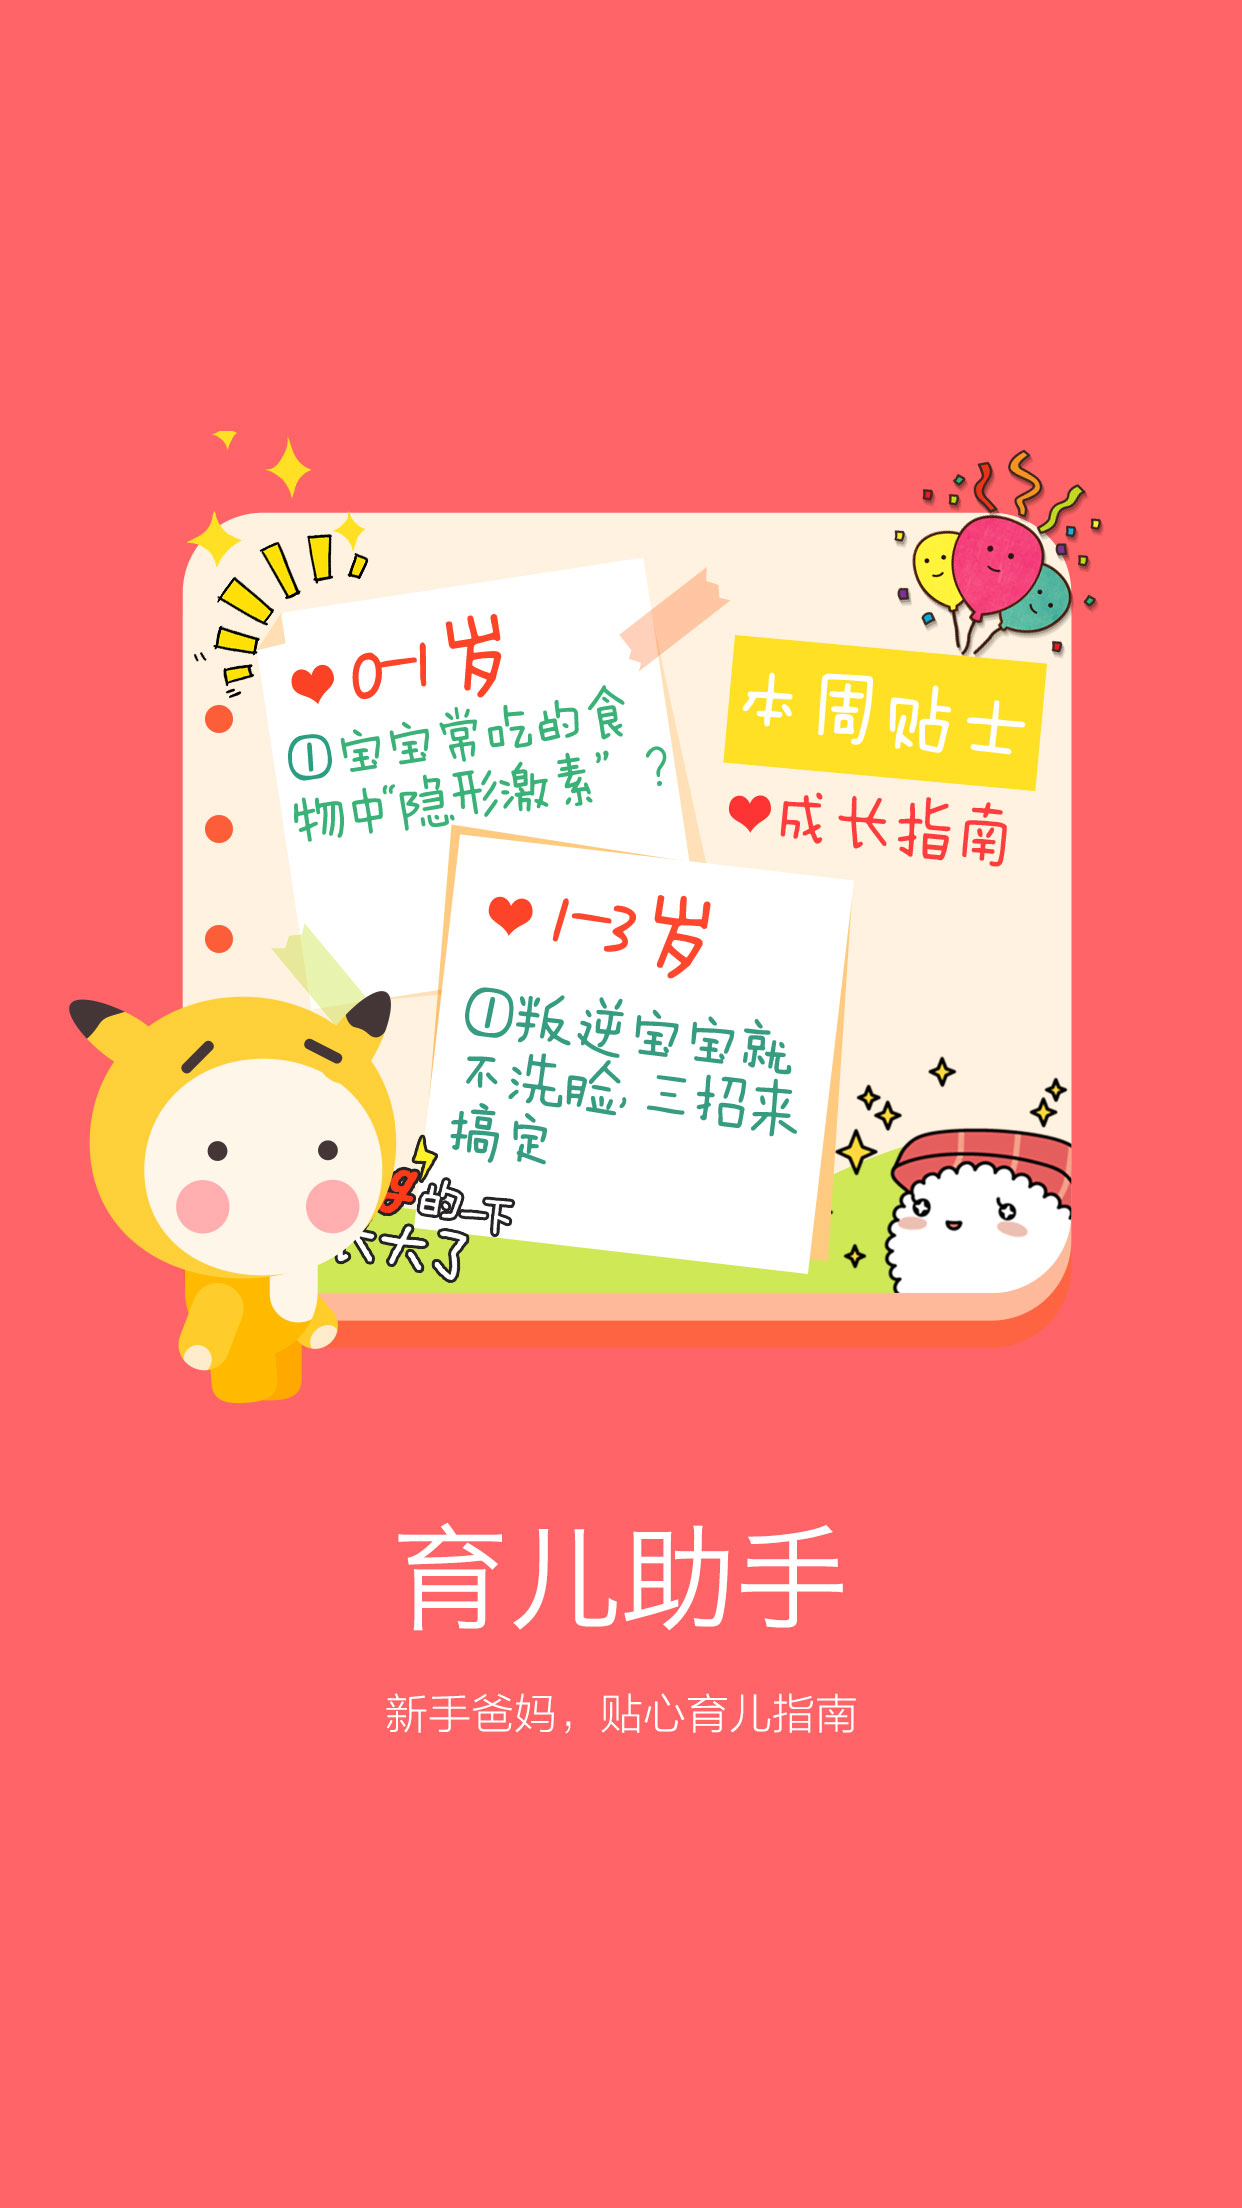 ❤0-1岁
①宝宝常吃的食
物中“隐形激素”？
本周贴士
❤成长指南
❤1-3岁
①叛逆宝宝就
不洗脸，三招来
搞定
的一下
大了
育儿助手
新手爸妈，贴心育儿指南